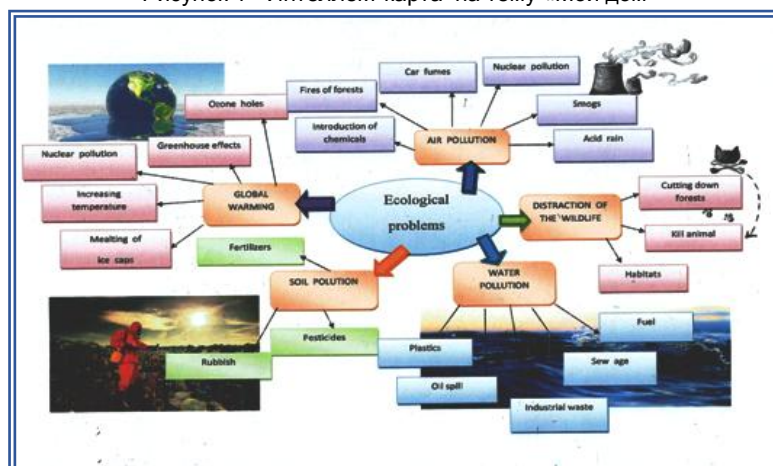 Ozone holes
Fires of forests
Car fumes
Nuclear pollution
Introduction of
chemicals
AIR POLLUTION
Smogs
Acid rain
Nuclear pollution
Greenhouse effects
Increasing
temperature
GLOBAL
WARMING
Mealting of
ice caps
Ecological
problems
DISTRACTION OF
THE WILDLIFE
Cutting down
forests
Kill animal
Habitats
Fertilizers
SOIL POLUTION
Rubbish
Pesticides
WATER
POLLUTION
Plastics
Oil spill
Industrial waste
Sew age
Fuel